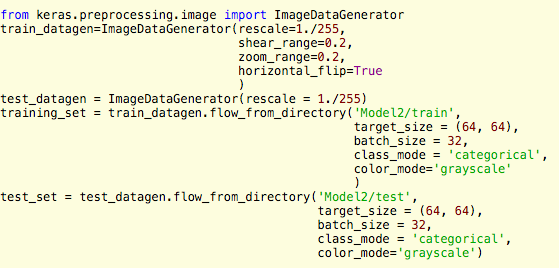 from keras.preprocessing.image import ImageDataGenerator
train_datagen=ImageDataGenerator(rescale=1./255,
shear_range=0.2,
zoom_range=0.2,
horizontal_flip=True
)
test_datagen = ImageDataGenerator(rescale = 1./255)
training_set = train_datagen.flow_from_directory('Model2/train',
target_size = (64, 64),
batch_size = 32,
class_mode = 'categorical',
color_mode='grayscale'
)
test_set = test_datagen.flow_from_directory('Model2/test',
target_size = (64, 64),
batch_size = 32,
class_mode = 'categorical',
color_mode='grayscale')